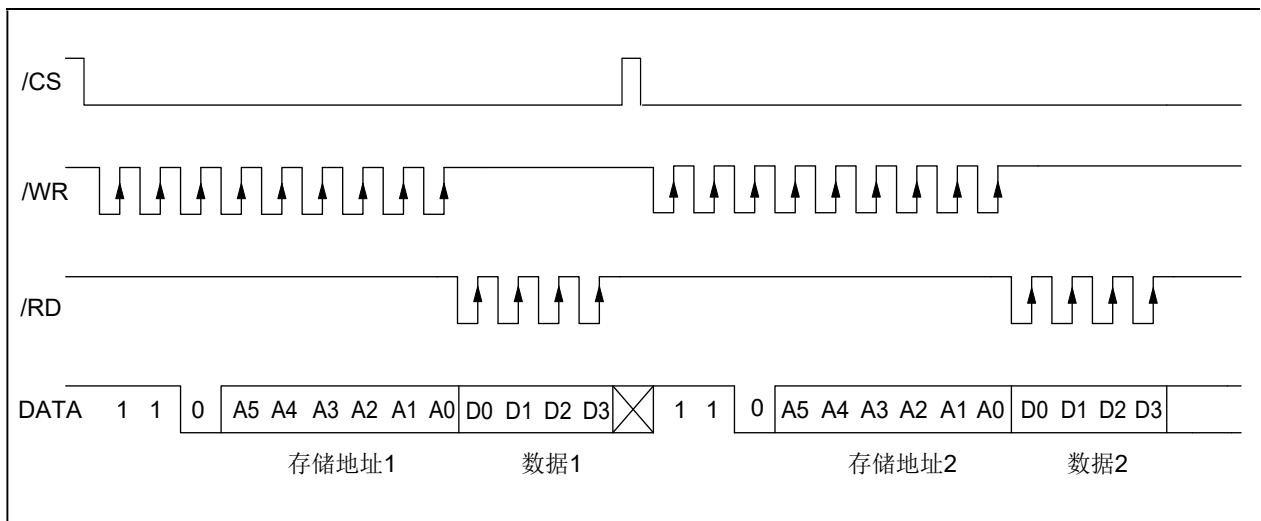 /CS
/WR
/RD
DATA 1 1 0 A5 A4 A3 A2 A1 A0 D0 D1 D2 D3 1 1 0 A5 A4 A3 A2 A1 A0 D0 D1 D2 D3
存储地址1 数据1 存储地址2 数据2